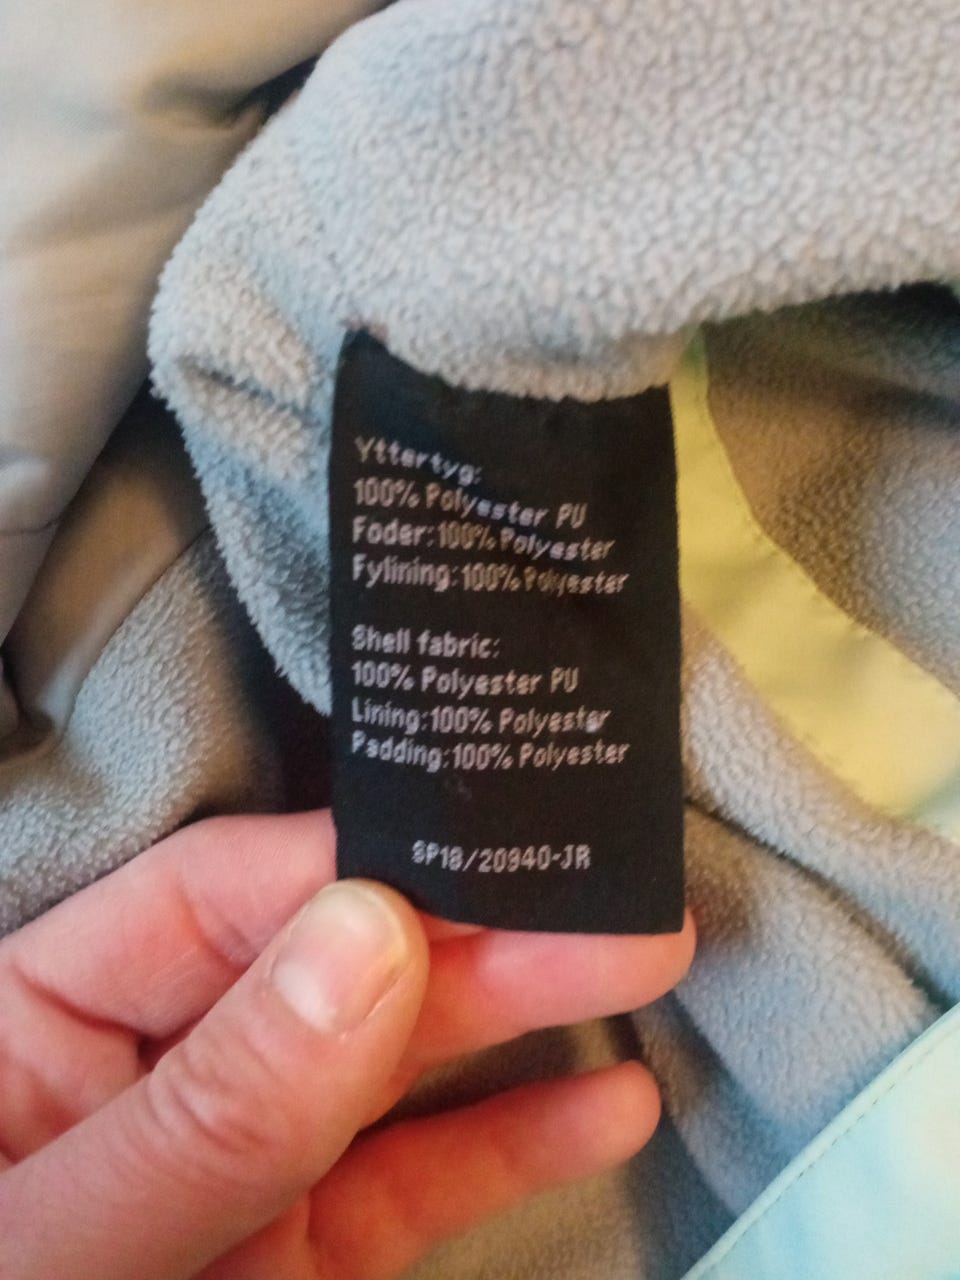 Yttertyg:
100% Polyester PU
Foder:100% Polyester
Fylining:100% Polyester
Shell fabric:
100% Polyester PU
Lining:100% Polyester
Padding:100% Polyester
SP18/20940-JR